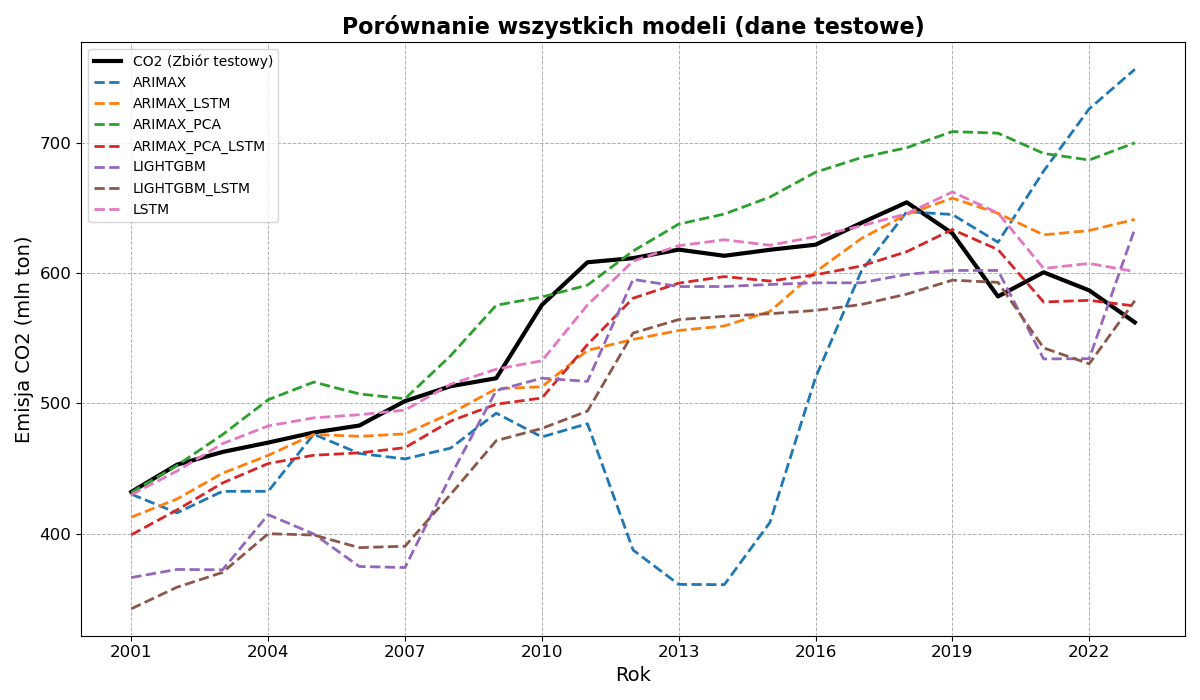 Porównanie wszystkich modeli (dane testowe)
CO2 (Zbiór testowy)
ARIMAX
ARIMAX_LSTM
ARIMAX_PCA
ARIMAX_PCA_LSTM
LIGHTGBM
LIGHTGBM_LSTM
LSTM
Emisja CO2 (mln ton)
700
600
500
400
2001 2004 2007 2010 2013 2016 2019 2022
Rok